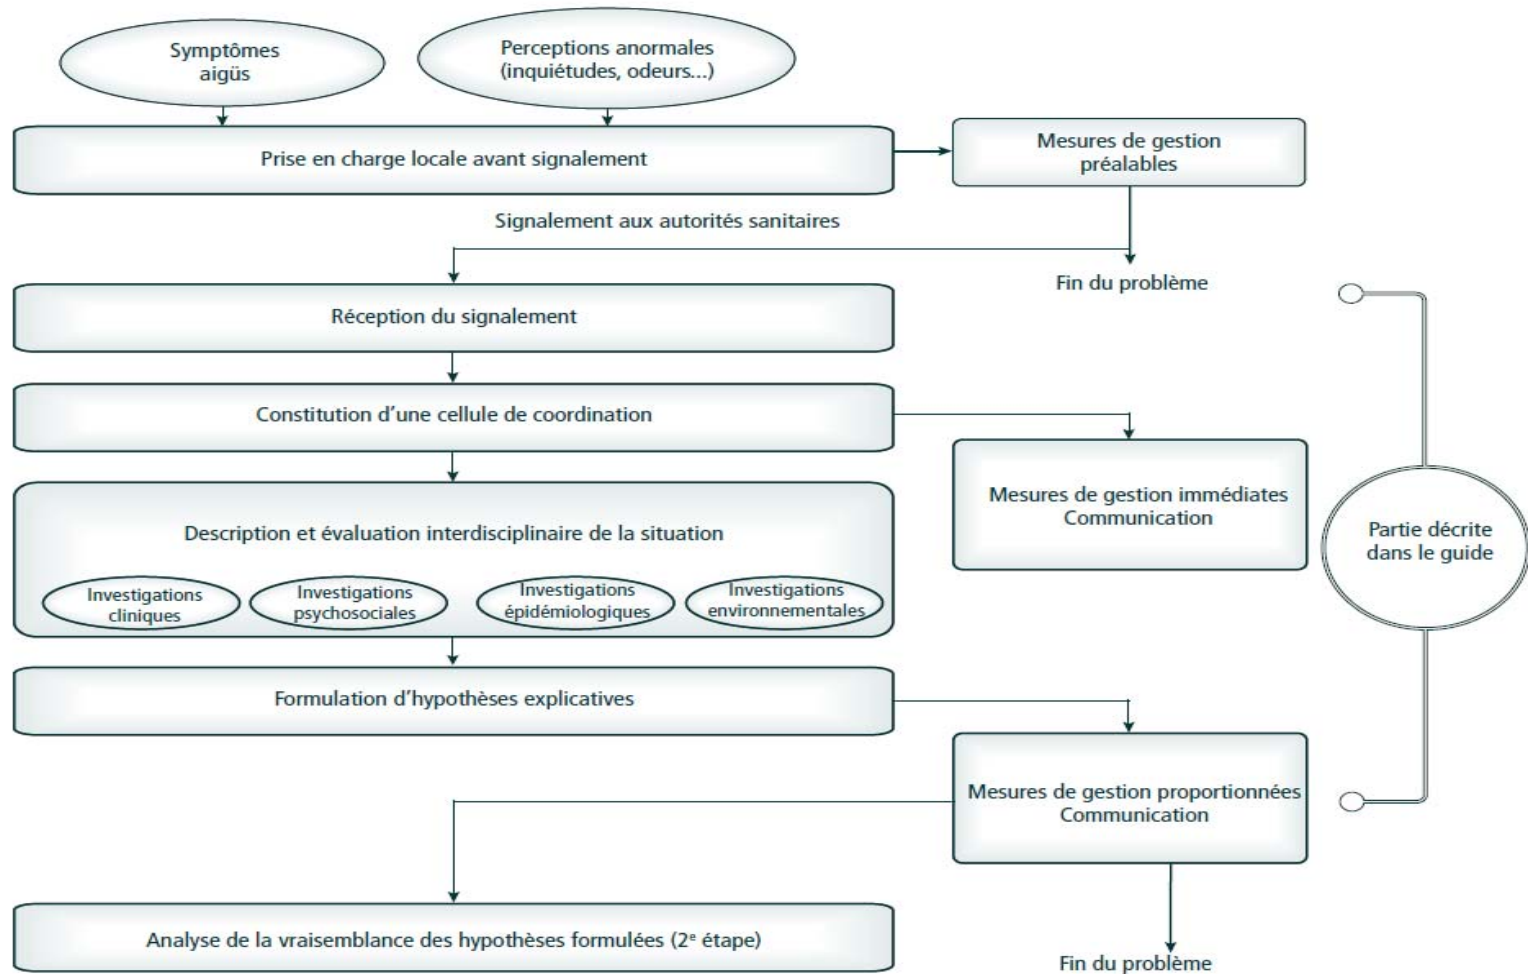 Symptômes
aigüs
Perceptions anormales
(inquiétudes, odeurs...)
Prise en charge locale avant signalement
Mesures de gestion
préalables
Signalement aux autorités sanitaires
Fin du problème
Réception du signalement
Constitution d'une cellule de coordination
Mesures de gestion immédiates
Communication
Description et évaluation interdisciplinaire de la situation
Investigations
cliniques
Investigations
psychosociales
Investigations
épidémiologiques
Investigations
environnementales
Partie décrite
dans le guide
Formulation d'hypothèses explicatives
Mesures de gestion proportionnées
Communication
Analyse de la vraisemblance des hypothèses formulées (2e étape)
Fin du problème